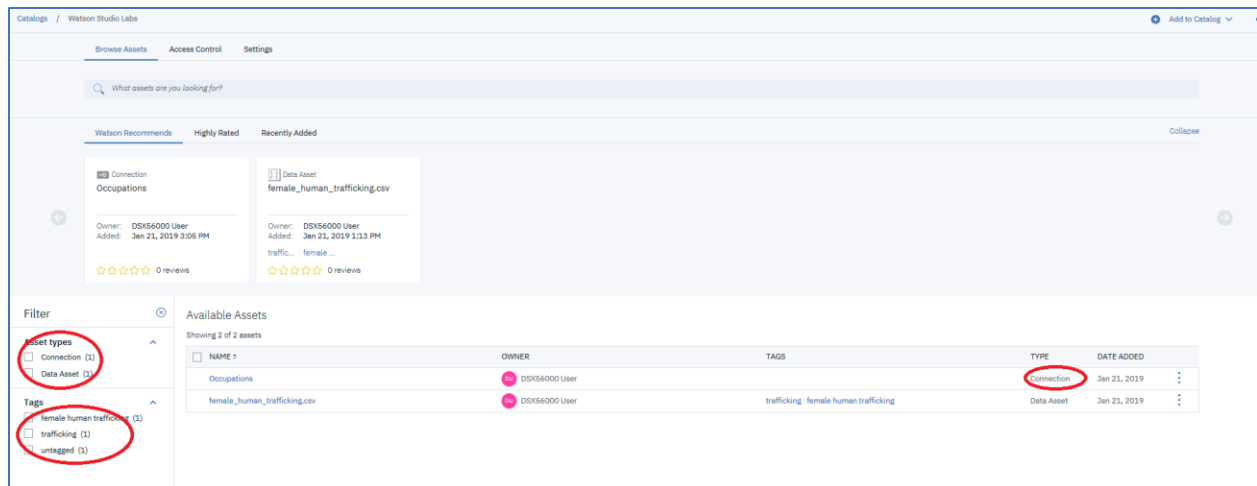 Catalogs / Watson Studio Labs
Add to Catalog
Browse Assets Access Control Settings
What assets are you looking for?
Watson Recommends Highly Rated Recently Added Collapse
Connection
Occupations
Owner: DSX56000 User
Added: Jan 21, 2019 3:05 PM
0 reviews
Data Asset
female_human_trafficking.csv
Owner: DSX56000 User
Added: Jan 21, 2019 1:13 PM
traffic... female ...
0 reviews
Filter
Asset types
Connection (1)
Data Asset (1)
Tags
female human trafficking (1)
trafficking (1)
untagged (1)
Available Assets
Showing 2 of 2 assets
NAME ↑ OWNER TAGS TYPE DATE ADDED
Occupations DU DSX56000 User Connection Jan 21, 2019
female_human_trafficking.csv DU DSX56000 User trafficking female human trafficking Data Asset Jan 21, 2019